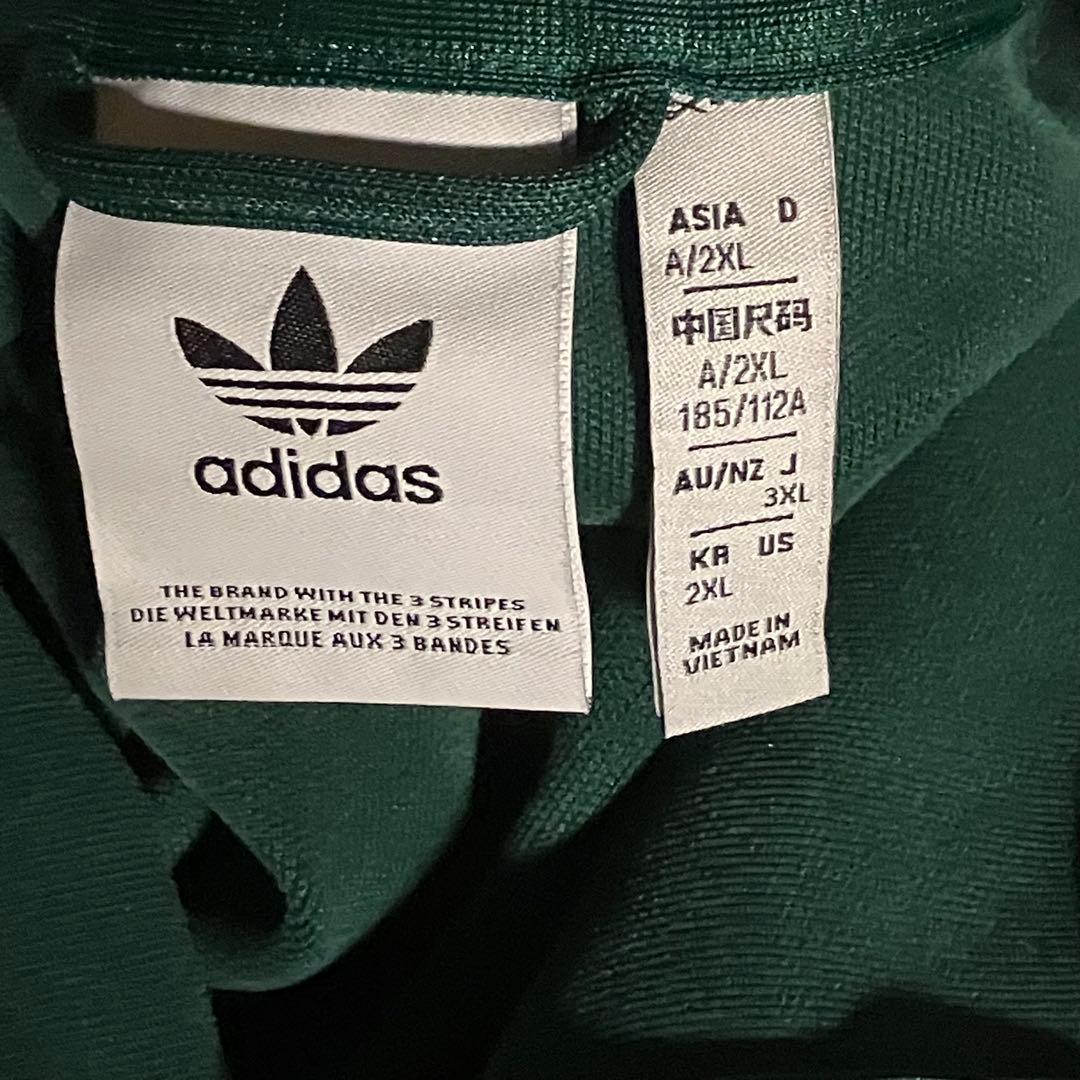 adidas
THE BRAND WITH THE 3 STRIPES
DIE WELTMARKE MIT DEN 3 STREIFEN
LA MARQUE AUX 3 BANDES
ASIA D
A/2XL
中国尺码
A/2XL
185/112A
AU/NZ J
3XL
KR US
2XL
MADE IN
VIETNAM